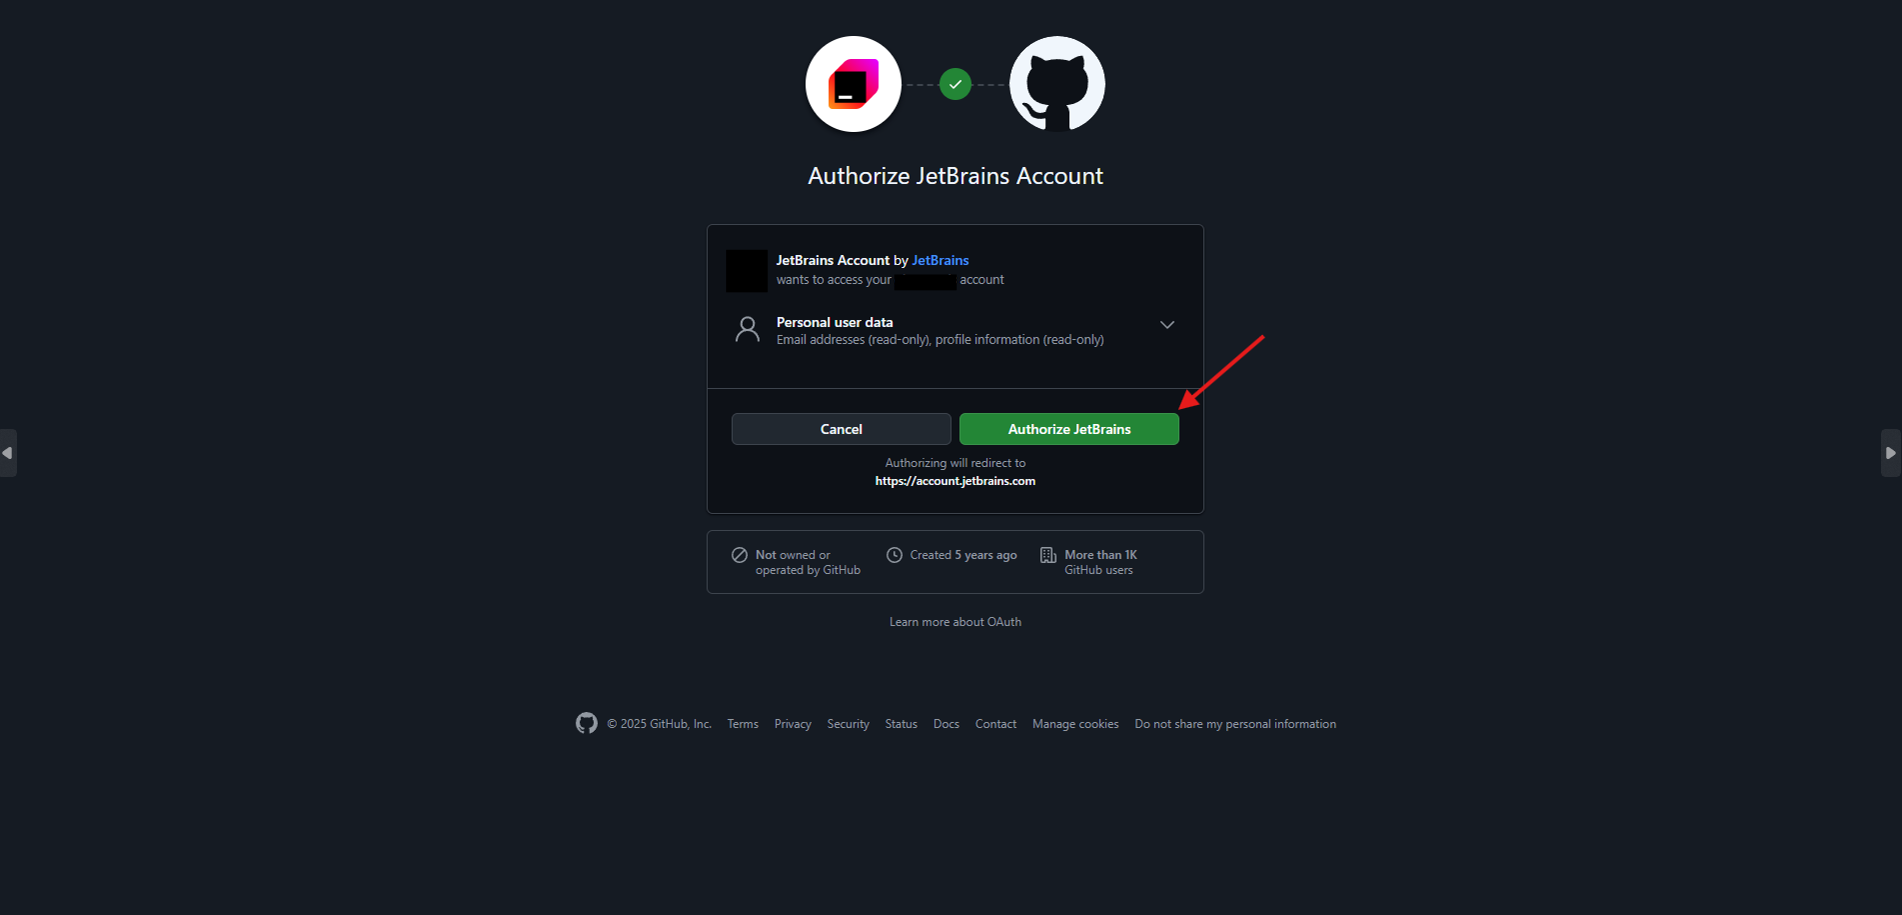 Authorize JetBrains Account
JetBrains Account by JetBrains
wants to access your account
Personal user data
Email addresses (read-only), profile information (read-only)
Cancel
Authorize JetBrains
Authorizing will redirect to
https://account.jetbrains.com
Not owned or
operated by GitHub
Created 5 years ago
More than 1K
GitHub users
Learn more about OAuth
© 2025 GitHub, Inc. Terms Privacy Security Status Docs Contact Manage cookies Do not share my personal information